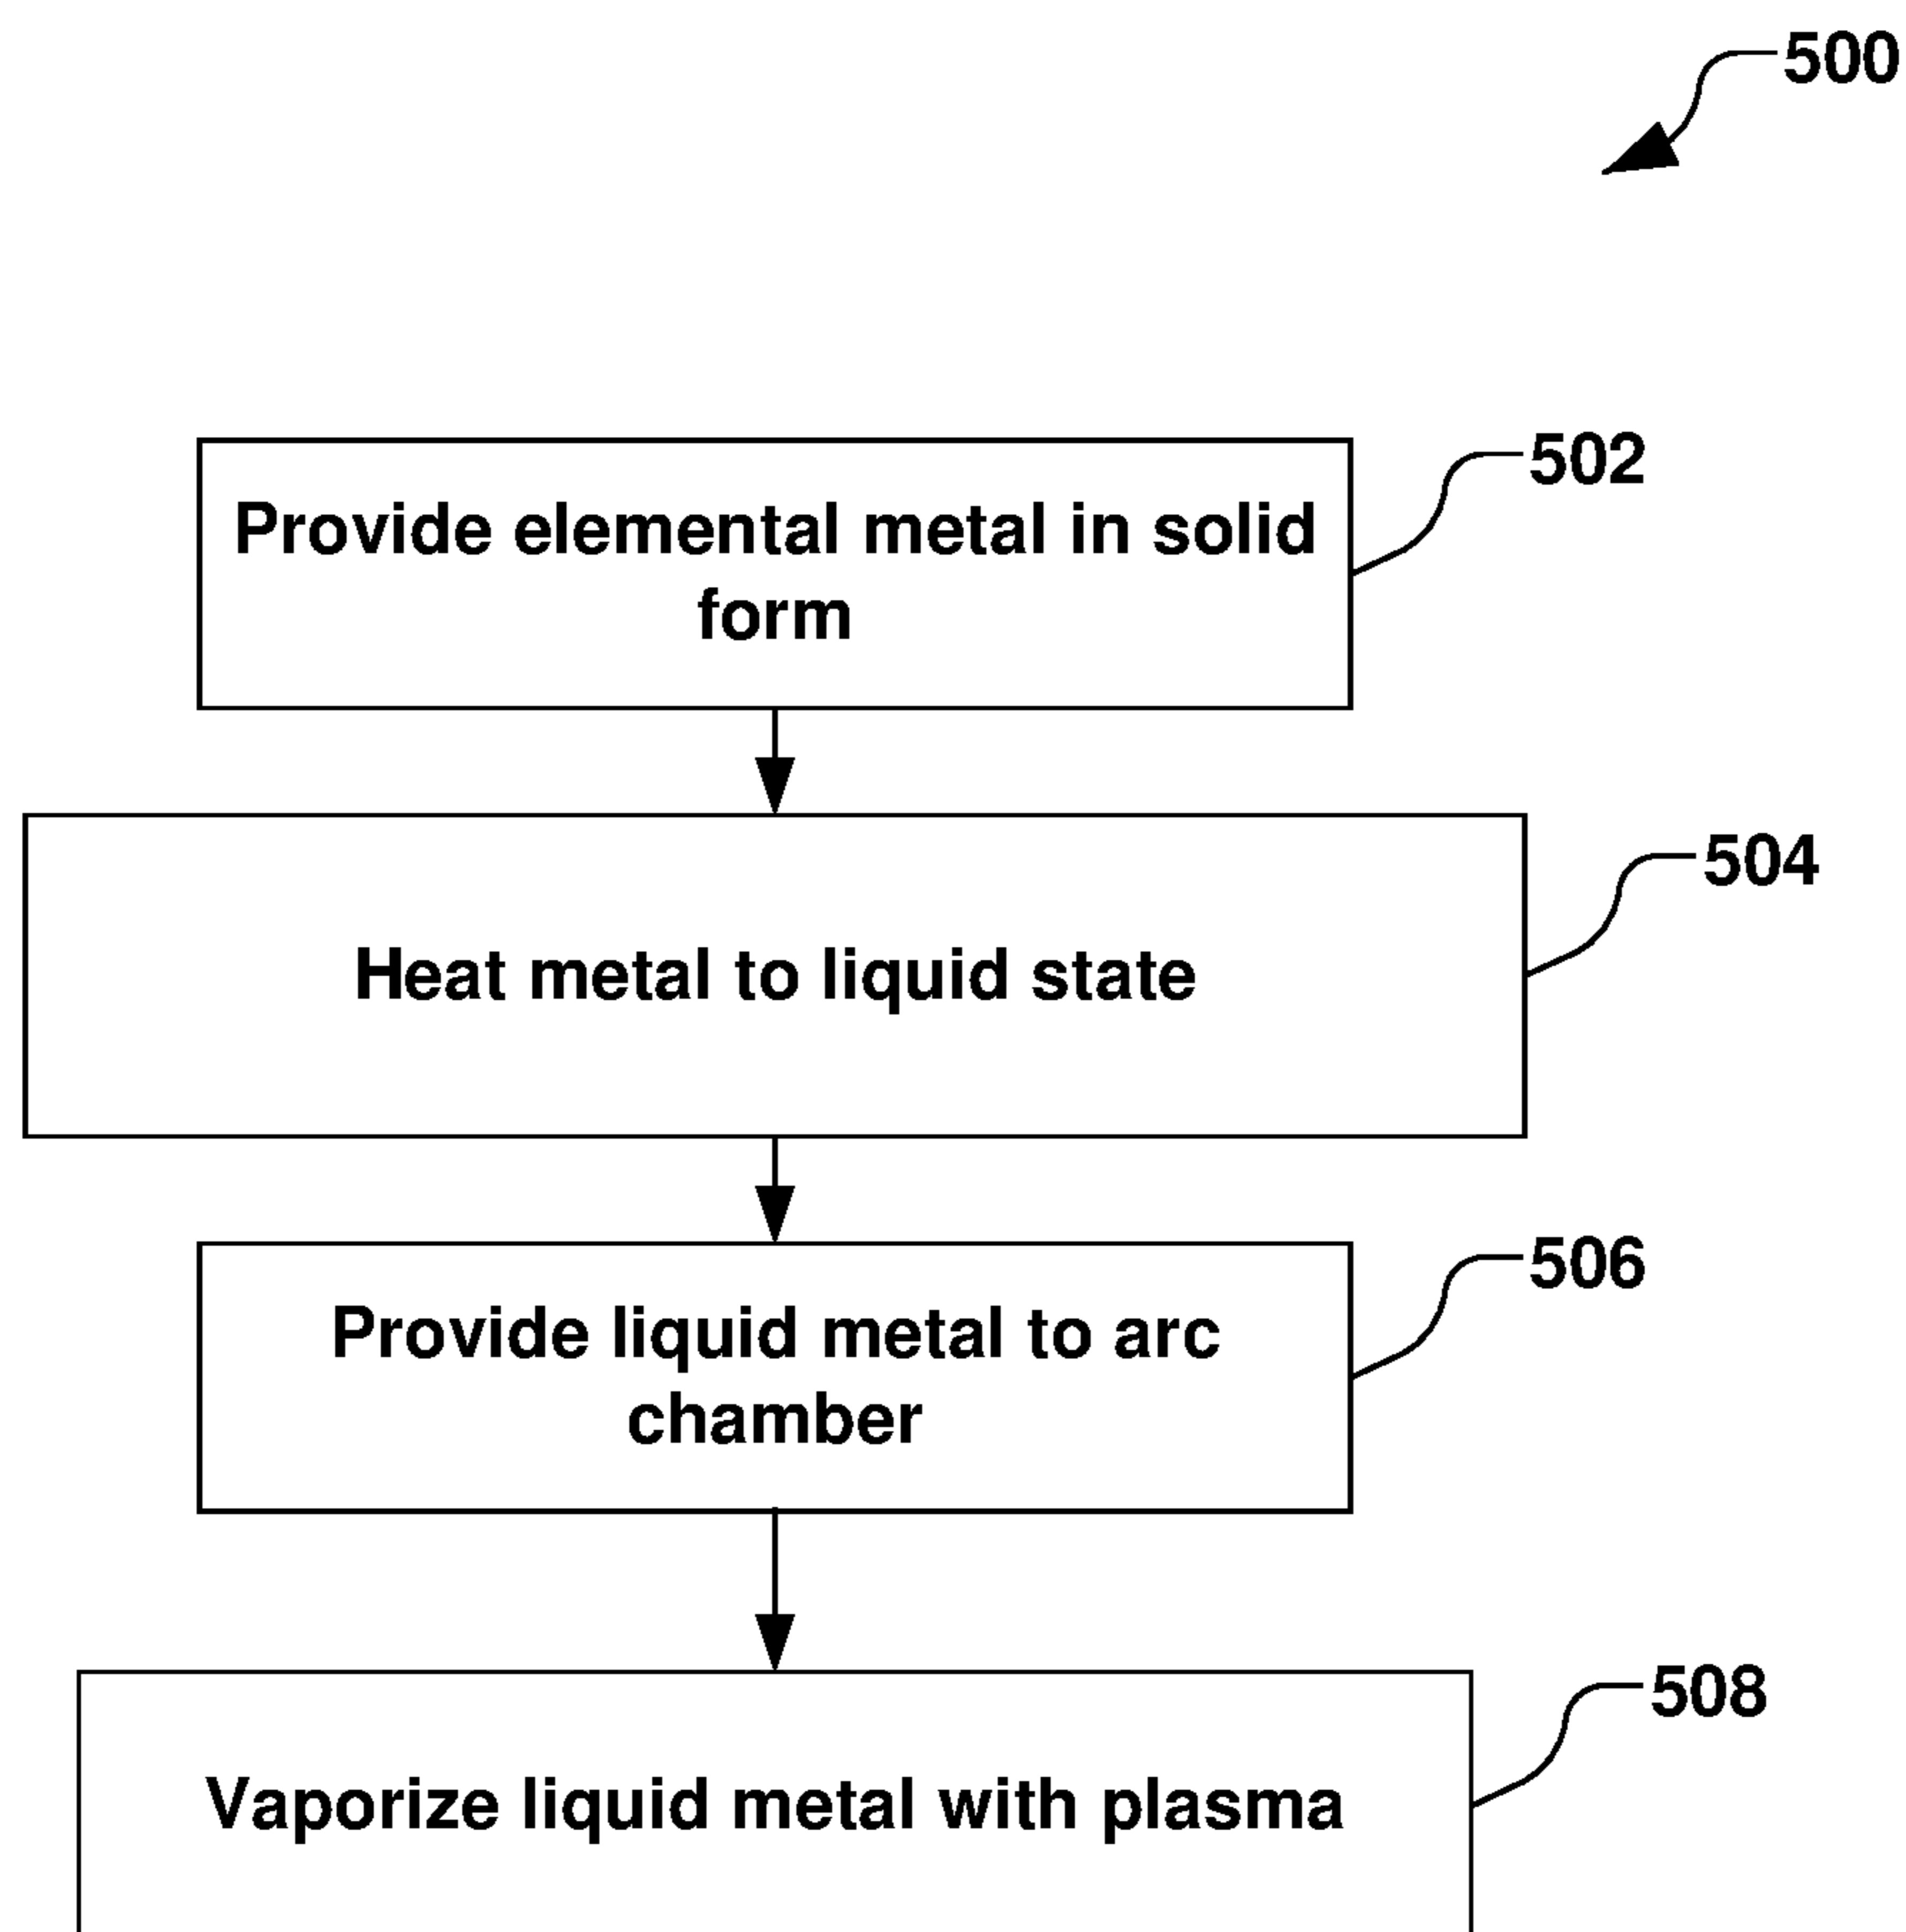 500
502
Provide elemental metal in solid
form
504
Heat metal to liquid state
506
Provide liquid metal to arc
chamber
508
Vaporize liquid metal with plasma